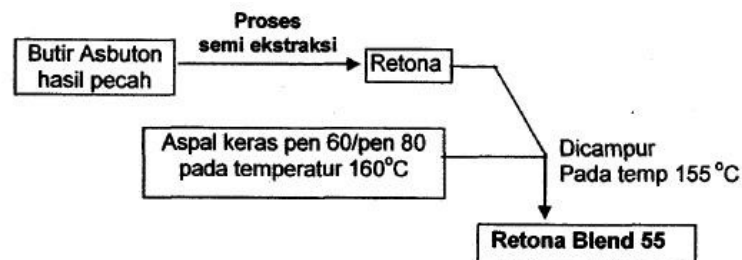 Proses
semi ekstraksi
Butir Asbuton
hasil pecah
Retona
Aspal keras pen 60/pen 80
pada temperatur 160°C
Dicampur
Pada temp 155 °C
Retona Blend 55